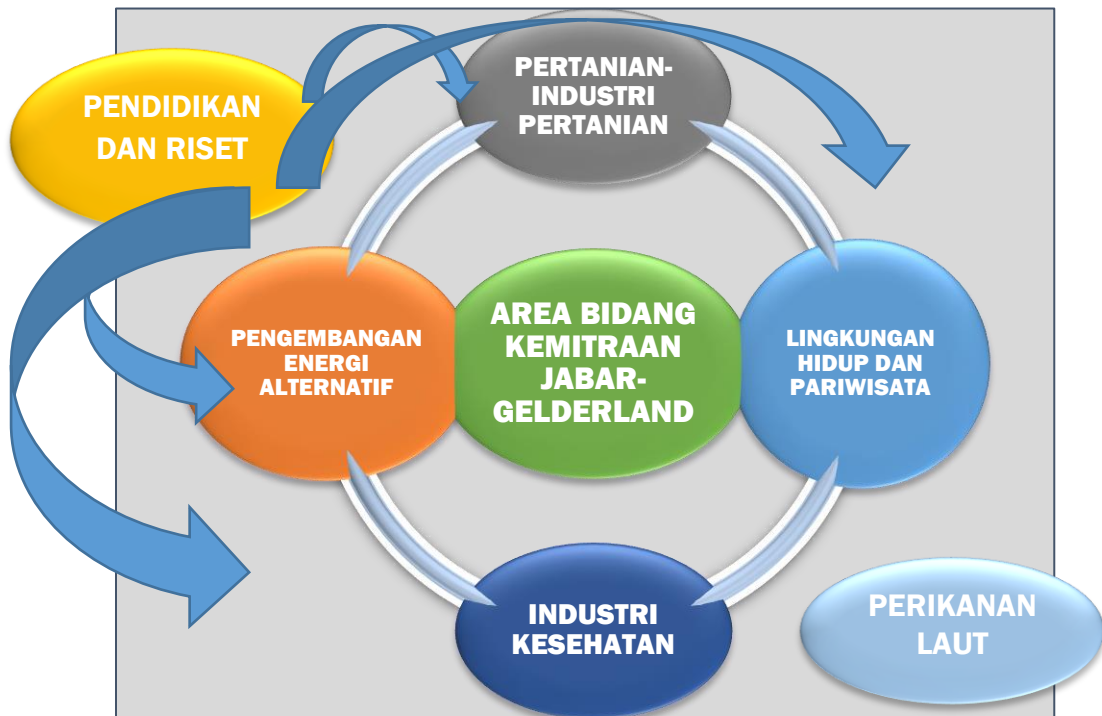 PENDIDIKAN
DAN RISET
PERTANIAN-
INDUSTRI
PERTANIAN
PENGEMBANGAN
ENERGI
ALTERNATIF
AREA BIDANG
KEMITRAAN
JABAR-
GELDERLAND
LINGKUNGAN
HIDUP DAN
PARIWISATA
INDUSTRI
KESEHATAN
PERIKANAN
LAUT